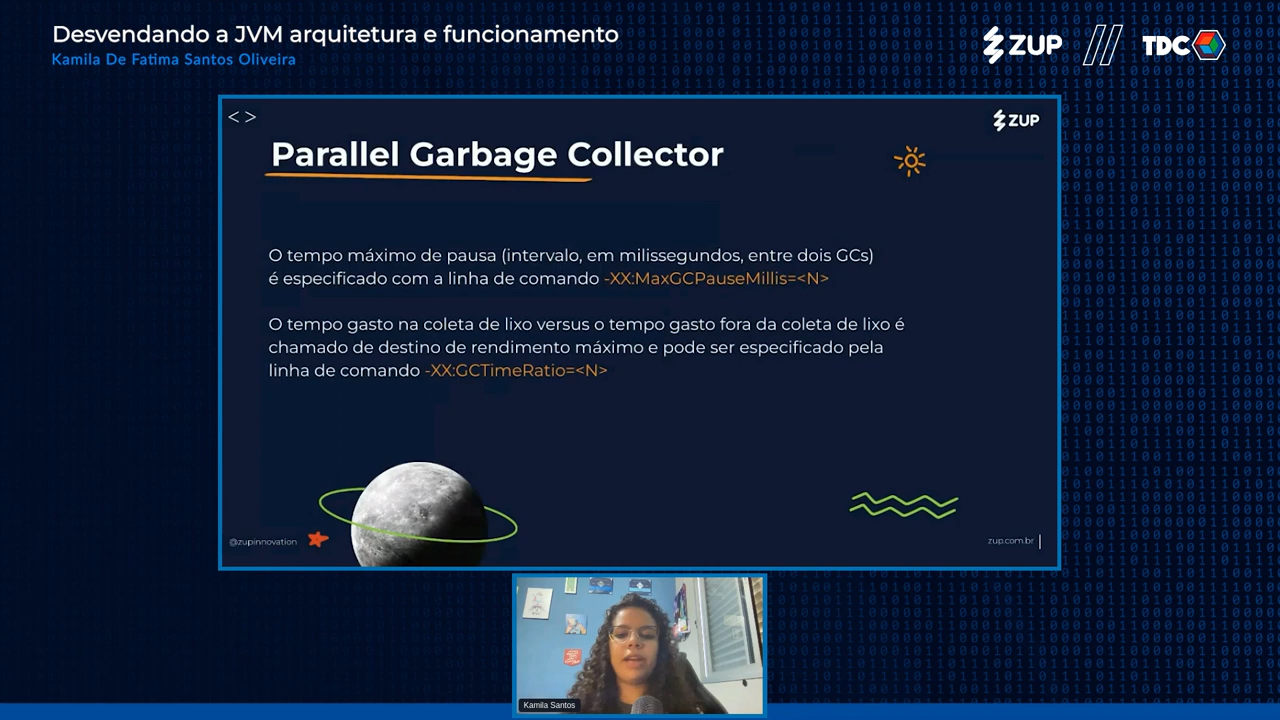 Desvendando a JVM arquitetura e funcionamento
Kamila De Fatima Santos Oliveira
ZUP
TDC
< >
ZUP
Parallel Garbage Collector
O tempo máximo de pausa (intervalo, em milissegundos, entre dois GCs)
é especificado com a linha de comando -XX:MaxGCPauseMillis=<N>
O tempo gasto na coleta de lixo versus o tempo gasto fora da coleta de lixo é
chamado de destino de rendimento máximo e pode ser especificado pela
linha de comando -XX:GCTimeRatio=<N>
@zupinnovation
zup.com.br
Kamila Santos